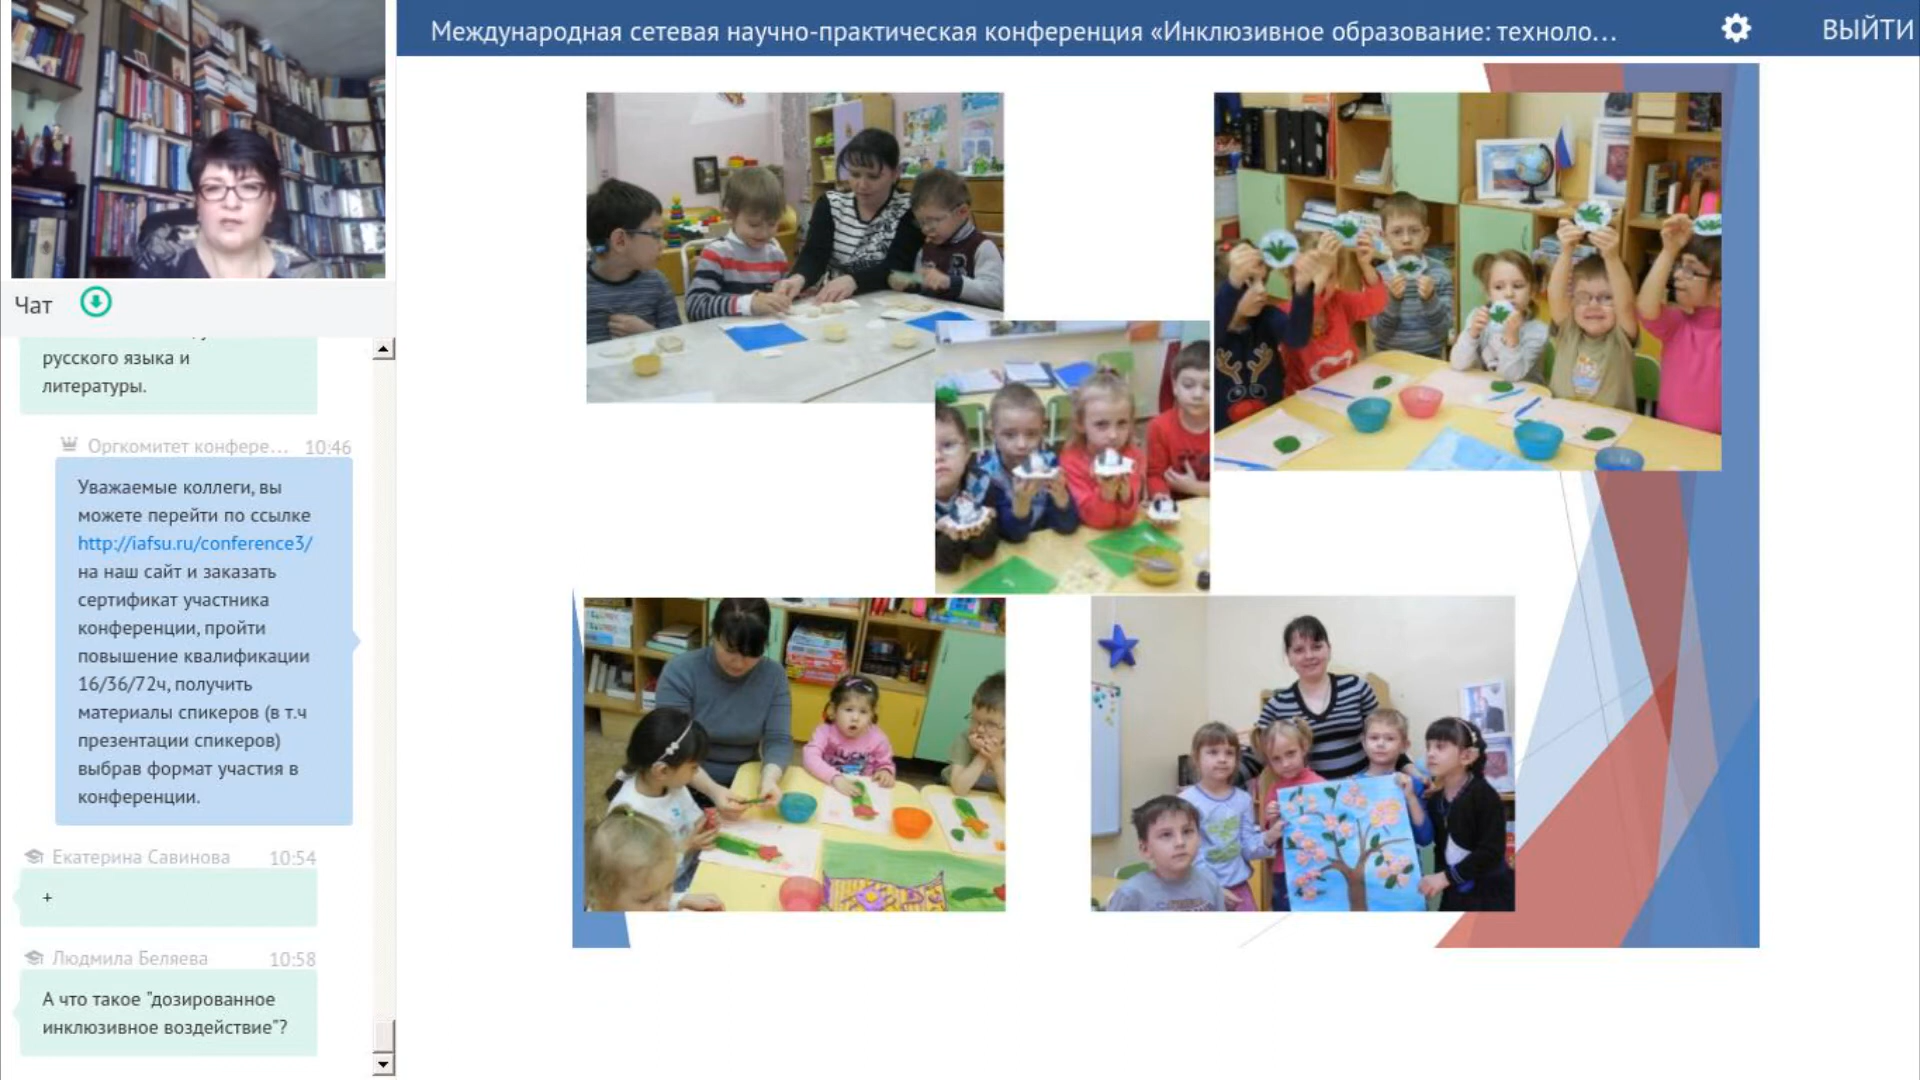 Международная сетевая научно-практическая конференция «Инклюзивное образование: техноло...
ВЫЙТИ
Чат
русского языка и
литературы.
Оргкомитет конфере... 10:46
Уважаемые коллеги, вы
можете перейти по ссылке
http://iafsu.ru/conference3/
на наш сайт и заказать
сертификат участника
конференции, пройти
повышение квалификации
16/36/72ч, получить
материалы спикеров (в т.ч
презентации спикеров)
выбрав формат участия в
конференции.
Екатерина Савинова 10:54
+
Людмила Беляева 10:58
А что такое "дозированное
инклюзивное воздействие"?